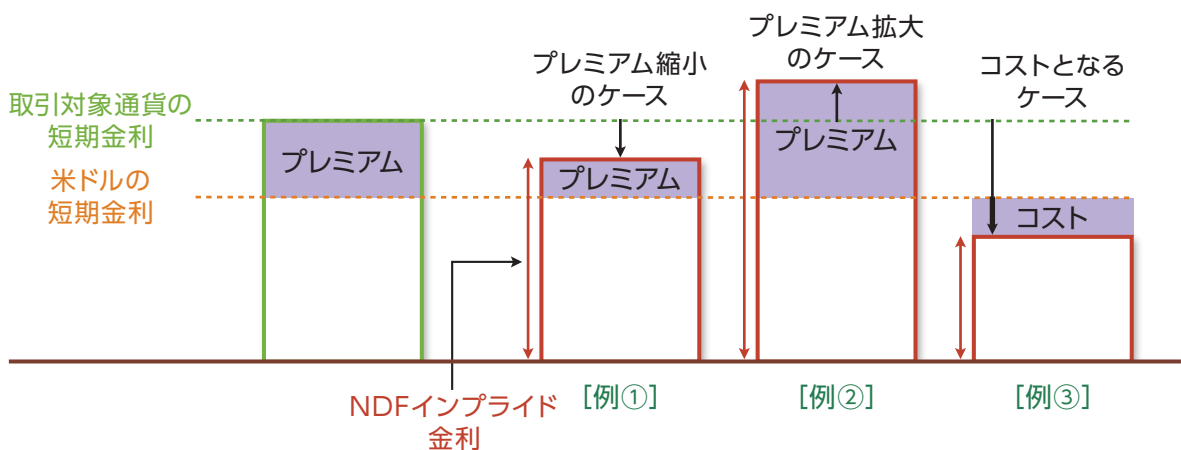 取引対象通貨の
短期金利
米ドルの
短期金利
プレミアム
プレミアム縮小
のケース
プレミアム
プレミアム拡大
のケース
プレミアム
コストとなる
ケース
コスト
NDFインプライド
金利
[例①]
[例②]
[例③]